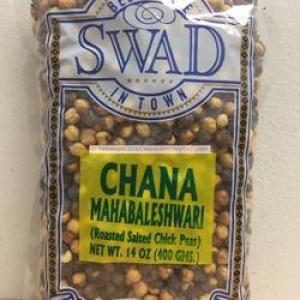 SWAD
IN TOWN
CHANA
MAHABALESHWARI
(Roasted Salted Chick Peas)
NET WT. 14 OZ (400 GMS.)